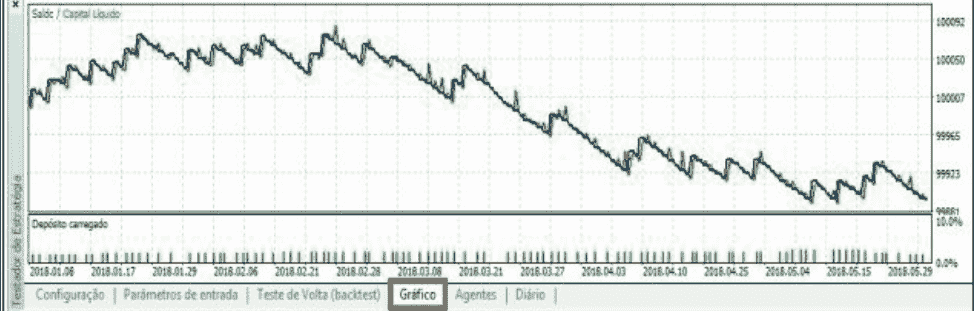 ×
Saldo / Capital Líquido
100092
100050
100007
99965
99923
99881
Depósito carregado
10.0%
0.0%
2018.01.08 2018.01.17 2018.01.29 2018.02.06 2018.02.21 2018.02.28 2018.03.08 2018.03.21 2018.03.27 2018.04.03 2018.04.10 2018.04.25 2018.05.04 2018.05.15 2018.05.29
Testador de Estratégia
Configuração | Parâmetros de entrada | Teste de Volta (backtest) | Gráfico | Agentes | Diário |